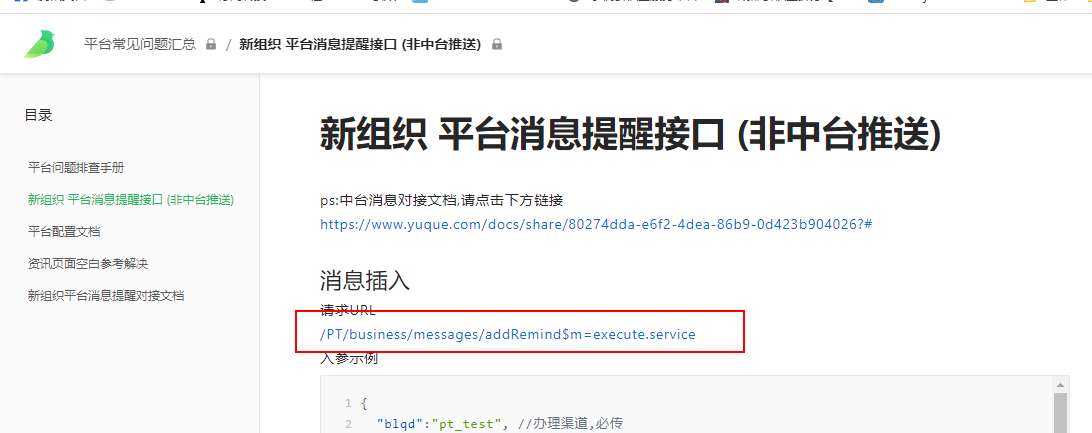 平台常见问题汇总 / 新组织 平台消息提醒接口 (非中台推送)
目录
平台问题排查手册
新组织 平台消息提醒接口 (非中台推送)
平台配置文档
资讯页面空白参考解决
新组织平台消息提醒对接文档
新组织 平台消息提醒接口 (非中台推送)
ps:中台消息对接文档,请点击下方链接
https://www.yuque.com/docs/share/80274dda-e6f2-4dea-86b9-0d423b904026?#
消息插入
请求URL
/PT/business/messages/addRemind$m=execute.service
入参示例
1 {
2 "blqd":"pt_test", //办理渠道,必传